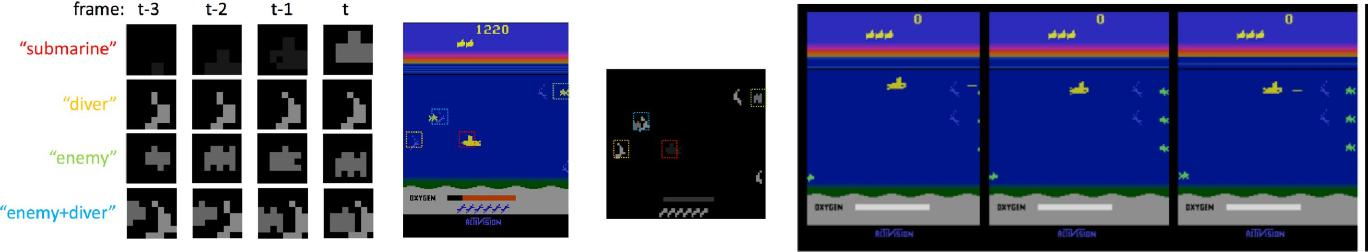 frame: t-3 t-2 t-1 t
"submarine"
"diver"
"enemy"
"enemy+diver"
1220
OXYGEN
ACTIVISION
0
OXYGEN
ACTIVISION
0
OXYGEN
ACTIVISION
0
OXYGEN
ACTIVISION